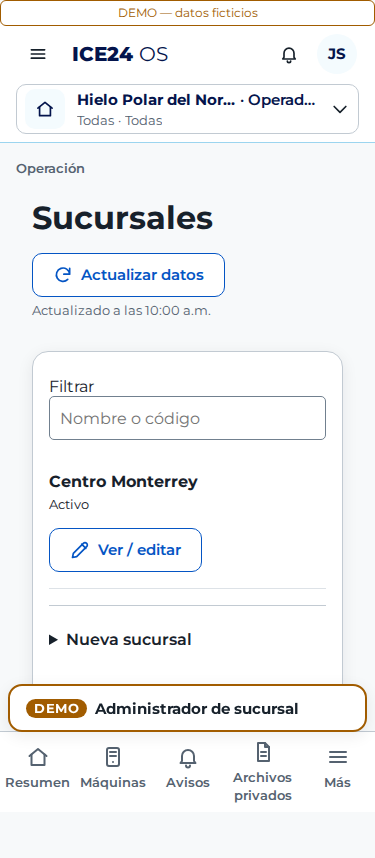 DEMO — datos ficticios
ICE24 OS
JS
Hielo Polar del Nor... · Operad...
Todas · Todas
Operación
Sucursales
Actualizar datos
Actualizado a las 10:00 a.m.
Filtrar
Nombre o código
Centro Monterrey
Activo
Ver / editar
Nueva sucursal
DEMO Administrador de sucursal
Resumen
Máquinas
Avisos
Archivos
privados
Más